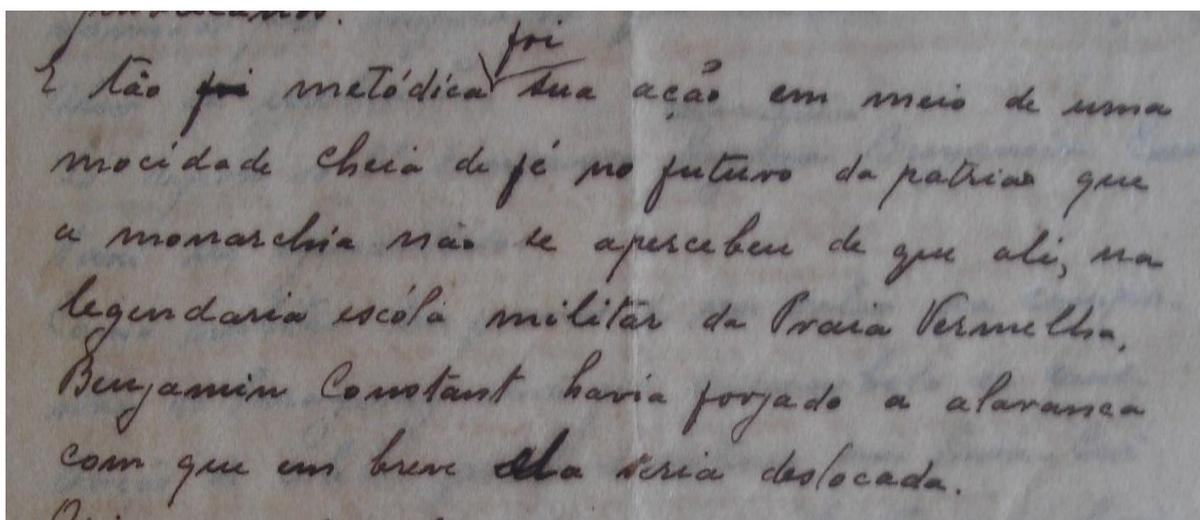 foi
E tão foi metódica sua ação em meio de uma
mocidade cheia de fé no futuro da patria que
a monarchia não se apercebeu de que ali, na
legendaria escóla militar da Praia Vermelha,
Benjamin Constant havia forjado a alavanca
com que em breve ela seria deslocada.